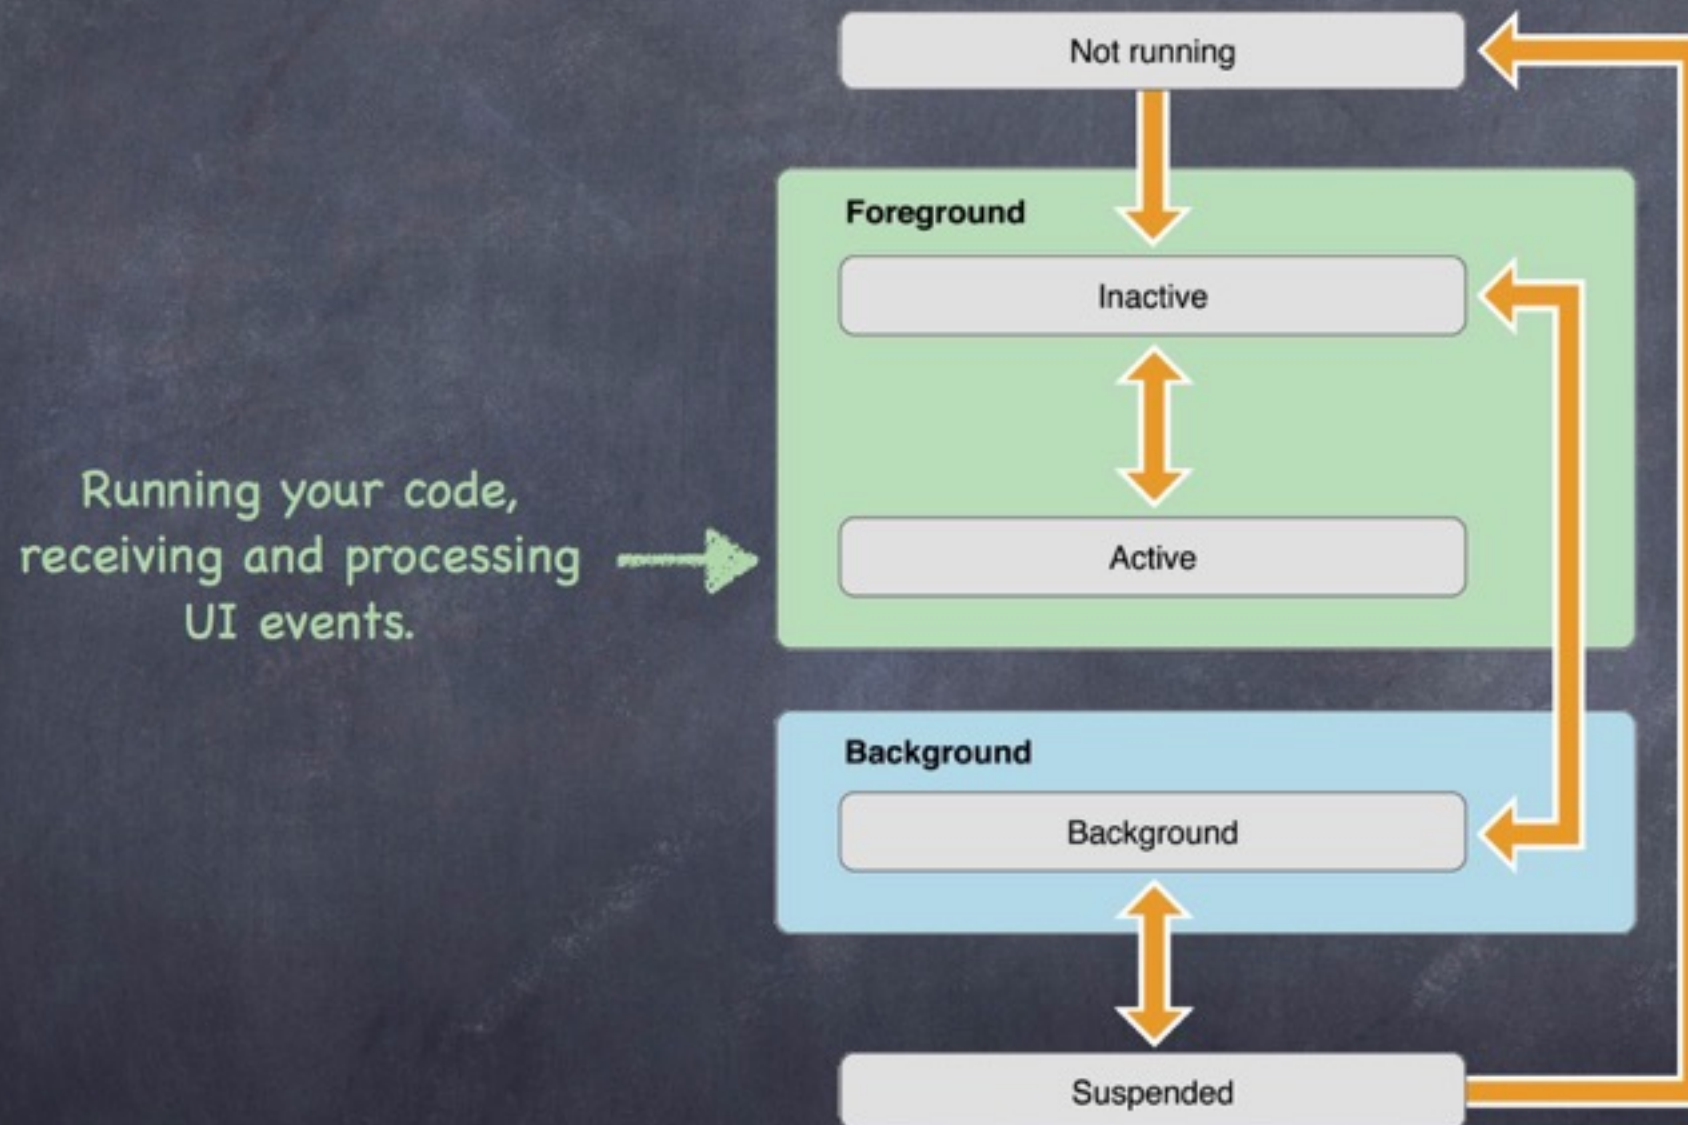 Not running
Foreground
Inactive
Running your code,
receiving and processing
UI events.
Active
Background
Background
Suspended